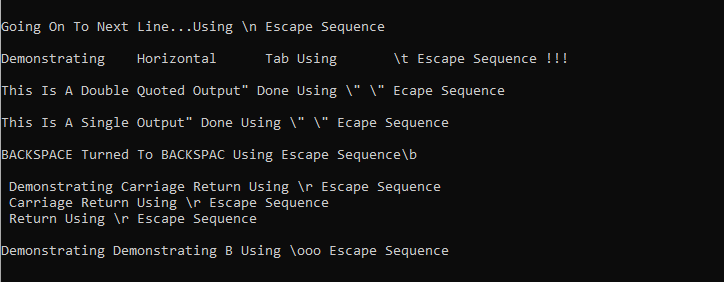 Going On To Next Line...Using \n Escape Sequence
Demonstrating    Horizontal      Tab Using       \t Escape Sequence !!!
This Is A Double Quoted Output" Done Using \" \" Ecape Sequence
This Is A Single Output" Done Using \" \" Ecape Sequence
BACKSPACE Turned To BACKSPAC Using Escape Sequence\b
Demonstrating Carriage Return Using \r Escape Sequence
Carriage Return Using \r Escape Sequence
Return Using \r Escape Sequence
Demonstrating Demonstrating B Using \ooo Escape Sequence